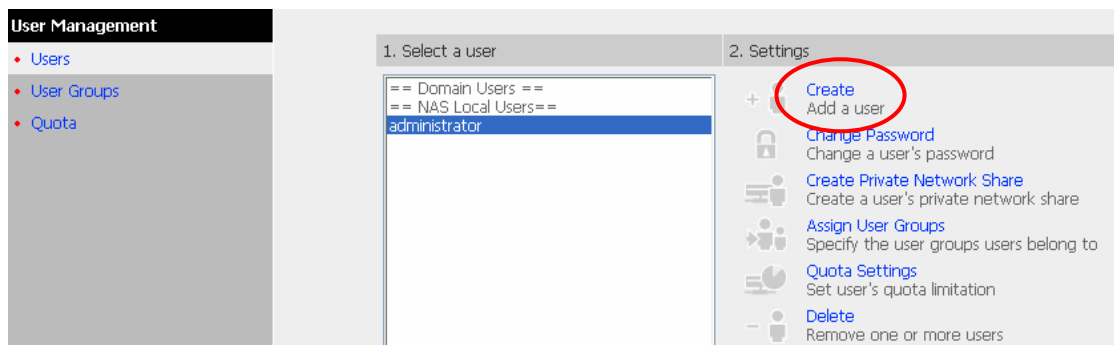 User Management
• Users
• User Groups
• Quota
1. Select a user
== Domain Users ==
== NAS Local Users==
administrator
2. Settings
Create
Add a user
Change Password
Change a user's password
Create Private Network Share
Create a user's private network share
Assign User Groups
Specify the user groups users belong to
Quota Settings
Set user's quota limitation
Delete
Remove one or more users